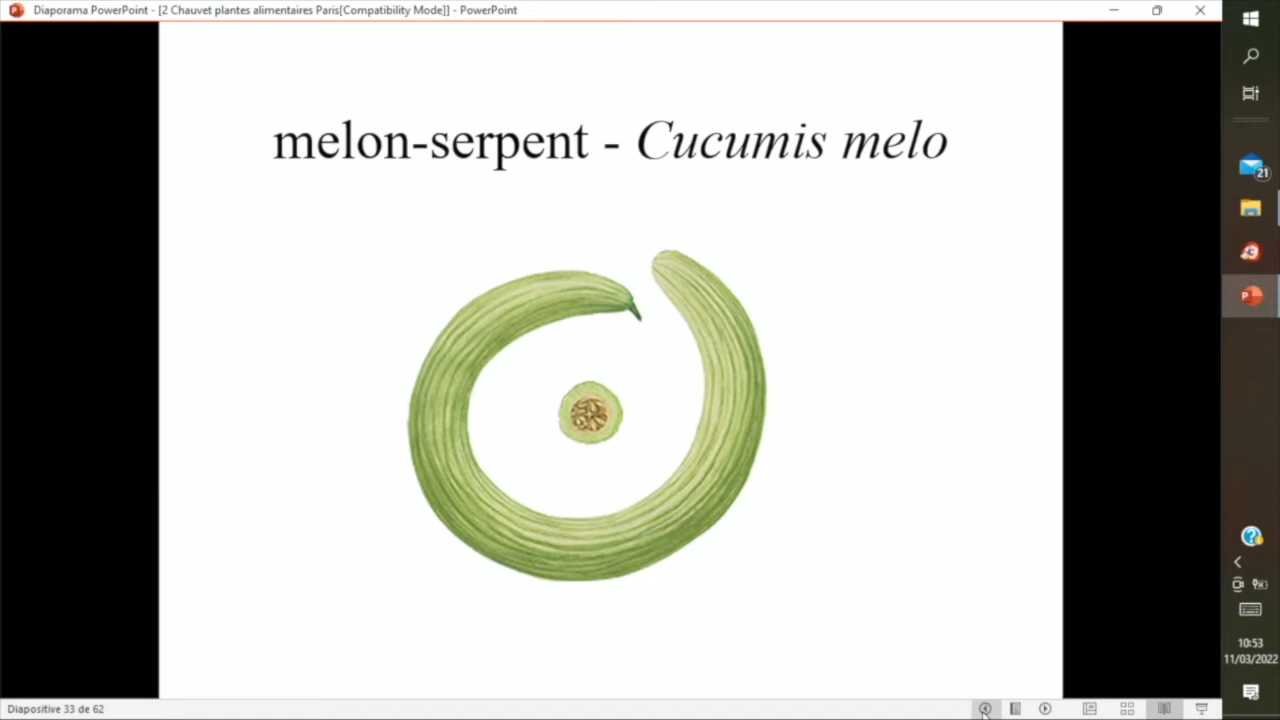 Diaporama PowerPoint - [2 Chauvet plantes alimentaires Paris[Compatibility Mode]] - PowerPoint
melon-serpent - Cucumis melo
21
10:53
11/03/2022
Diapositive 33 de 62